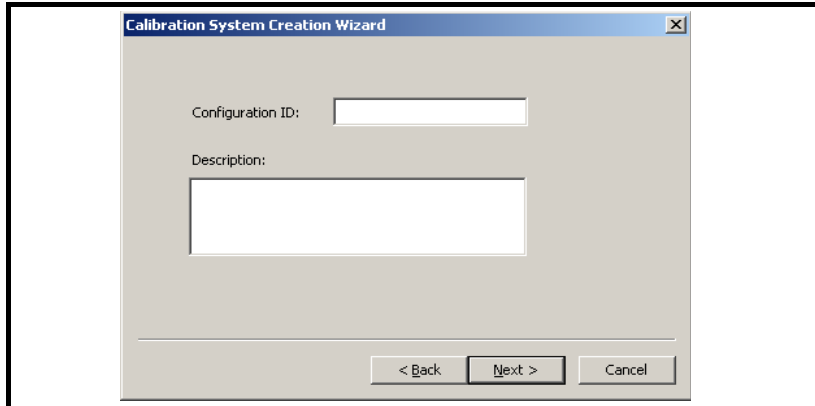 Calibration System Creation Wizard
Configuration ID:
Description:
< Back Next > Cancel